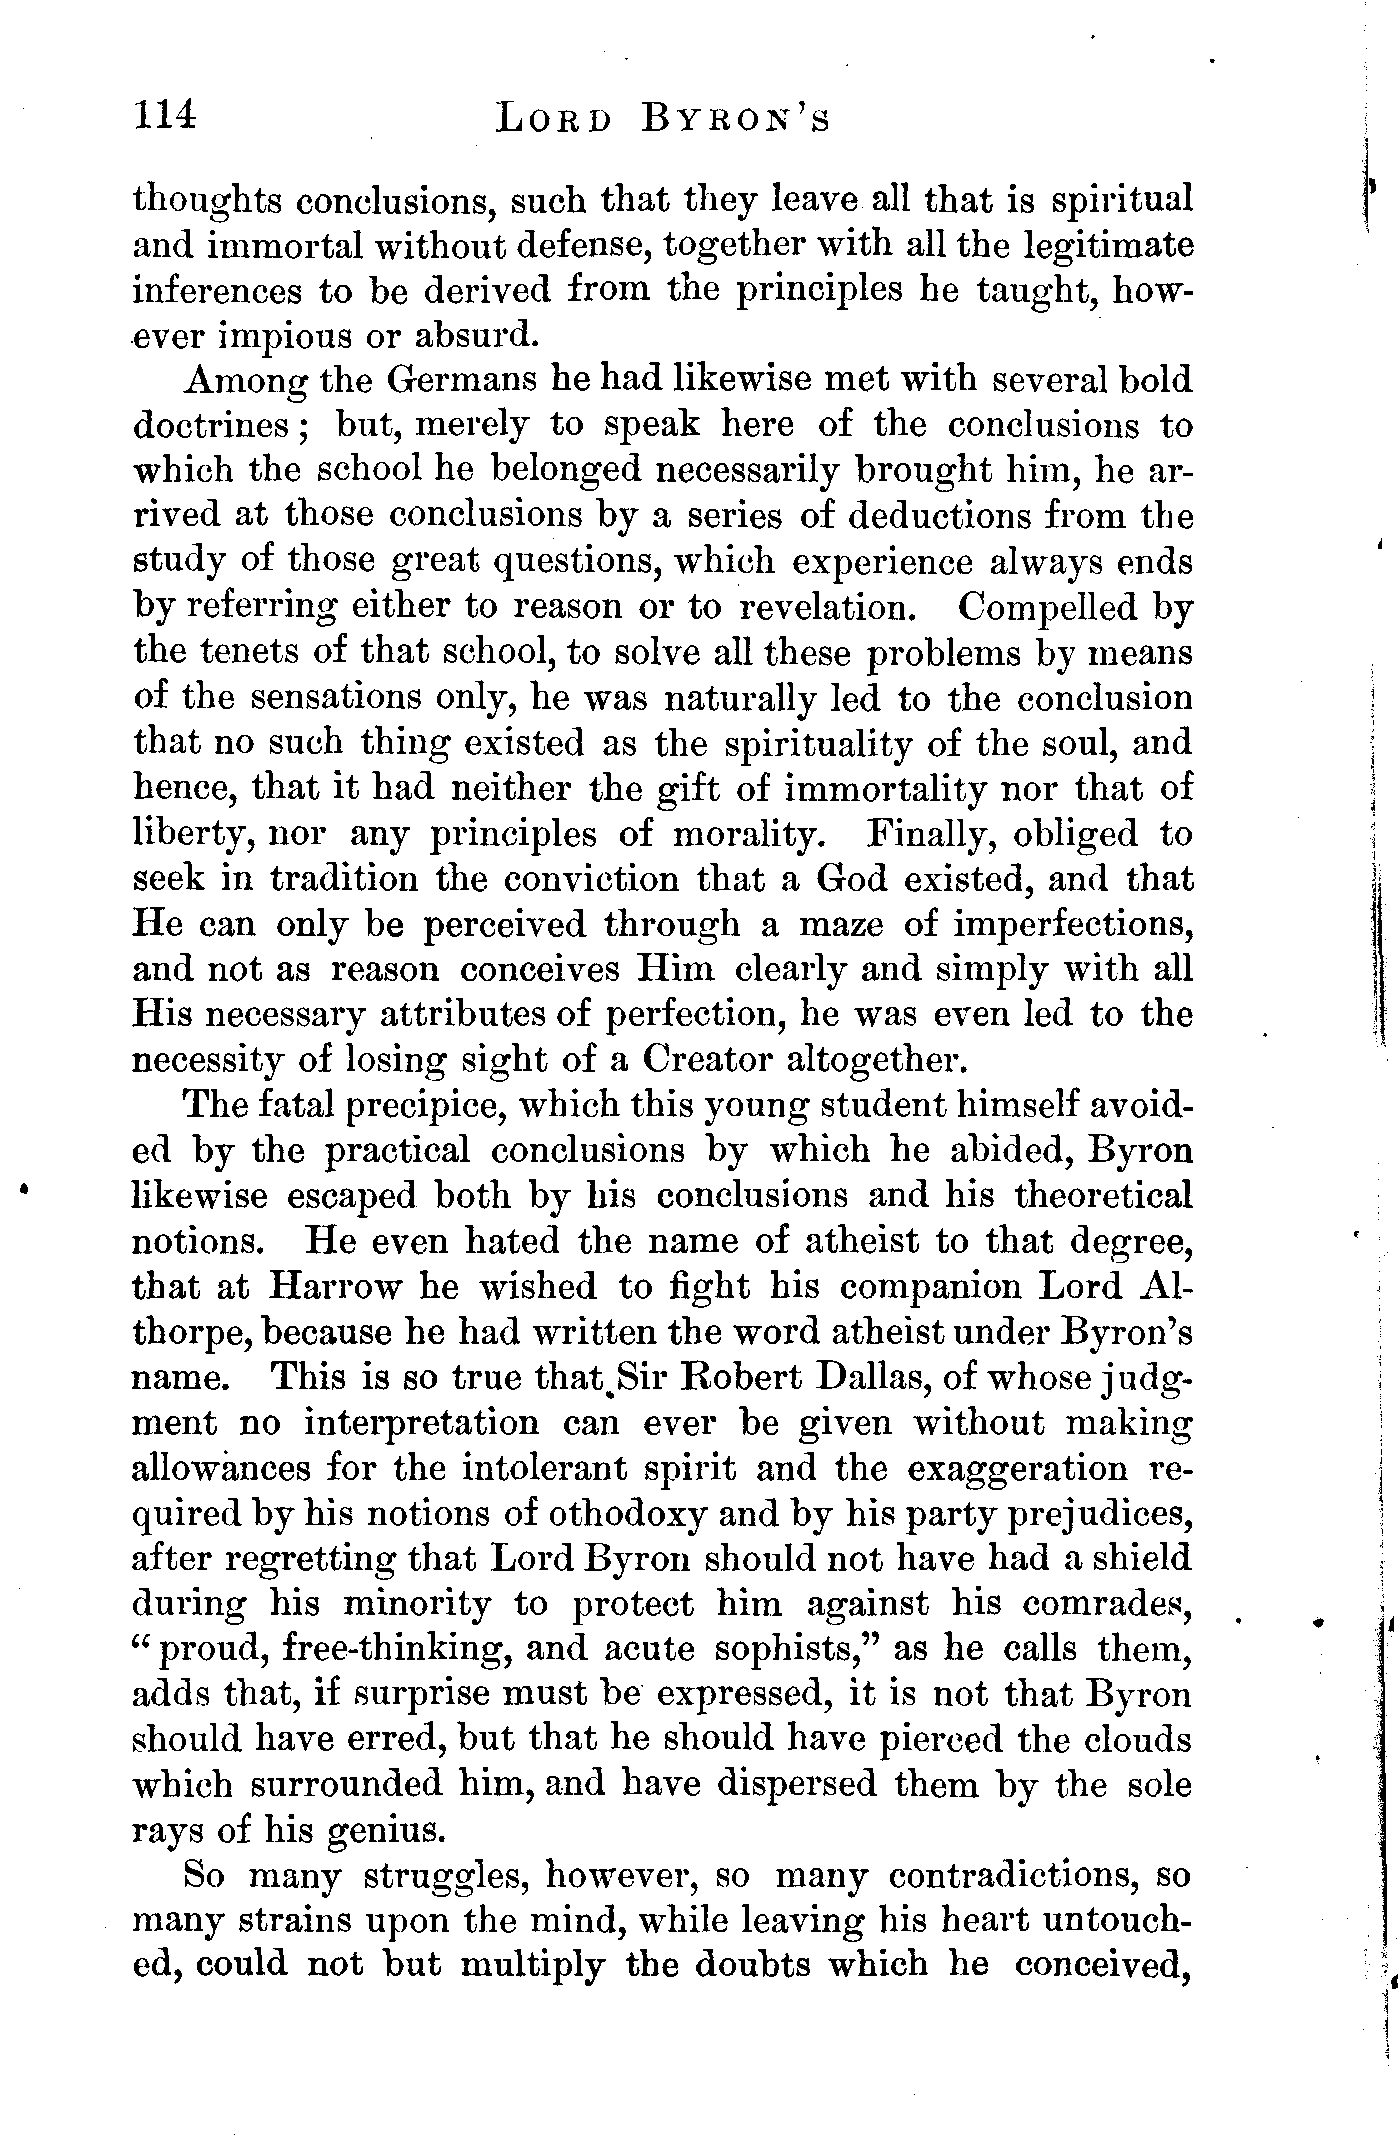 114 LORD BYRON'S
thoughts conclusions, such that they leave all that is spiritual
and immortal without defense, together with all the legitimate
inferences to be derived from the principles he taught, how-
ever impious or absurd.
Among the Germans he had likewise met with several bold
doctrines; but, merely to speak here of the conclusions to
which the school he belonged necessarily brought him, he ar-
rived at those conclusions by a series of deductions from the
study of those great questions, which experience always ends
by referring either to reason or to revelation. Compelled by
the tenets of that school, to solve all these problems by means
of the sensations only, he was naturally led to the conclusion
that no such thing existed as the spirituality of the soul, and
hence, that it had neither the gift of immortality nor that of
liberty, nor any principles of morality. Finally, obliged to
seek in tradition the conviction that a God existed, and that
He can only be perceived through a maze of imperfections,
and not as reason conceives Him clearly and simply with all
His necessary attributes of perfection, he was even led to the
necessity of losing sight of a Creator altogether.
The fatal precipice, which this young student himself avoid-
ed by the practical conclusions by which he abided, Byron
likewise escaped both by his conclusions and his theoretical
notions. He even hated the name of atheist to that degree,
that at Harrow he wished to fight his companion Lord Al-
thorpe, because he had written the word atheist under Byron's
name. This is so true that Sir Robert Dallas, of whose judg-
ment no interpretation can ever be given without making
allowances for the intolerant spirit and the exaggeration re-
quired by his notions of othodoxy and by his party prejudices,
after regretting that Lord Byron should not have had a shield
during his minority to protect him against his comrades,
"proud, free-thinking, and acute sophists," as he calls them,
adds that, if surprise must be expressed, it is not that Byron
should have erred, but that he should have pierced the clouds
which surrounded him, and have dispersed them by the sole
rays of his genius.
So many struggles, however, so many contradictions, so
many strains upon the mind, while leaving his heart untouch-
ed, could not but multiply the doubts which he conceived,